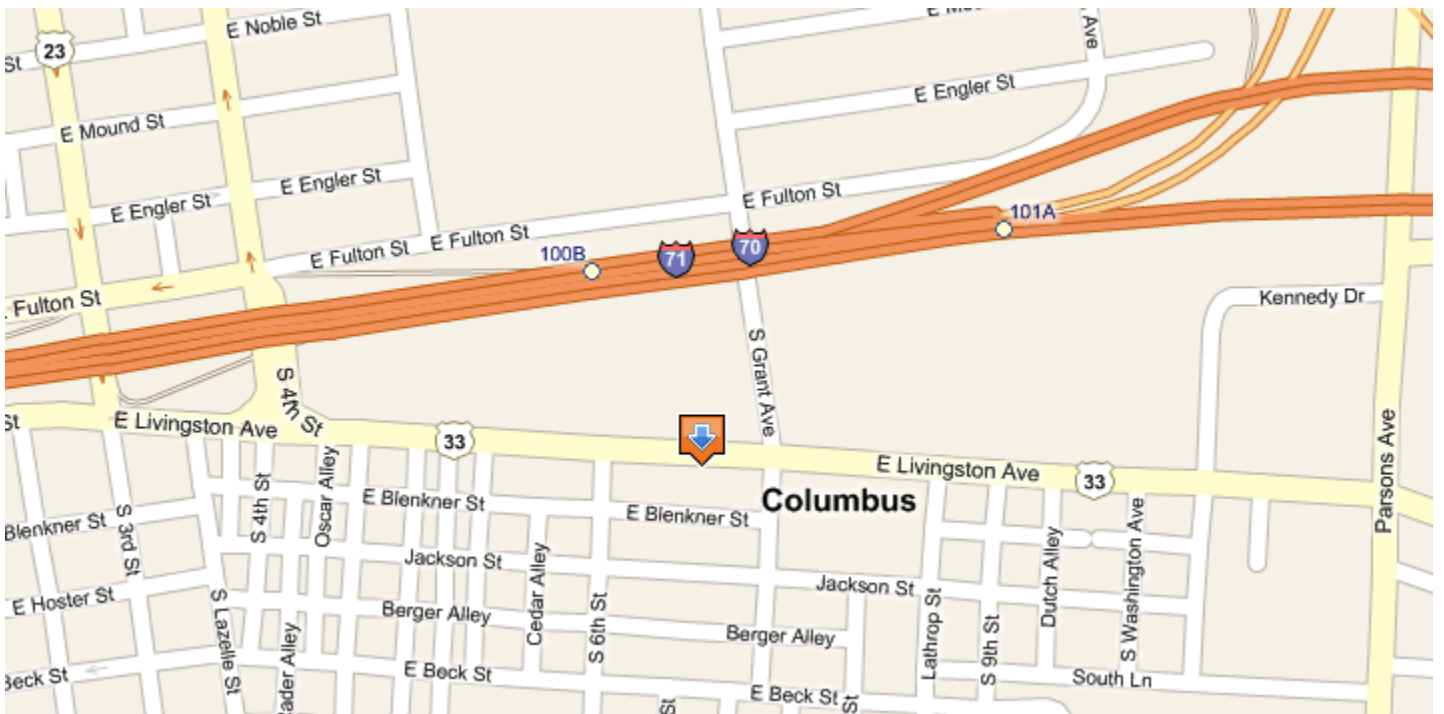 E Noble St
23
St
E Mound St
E Engler St
E Engler St
E Fulton St
E Fulton St
E Fulton St
Fulton St
100B
71
70
101A
E Engler St
Ave
Kennedy Dr
S Grant Ave
S 4th St
E Livingston Ave
33
E Livingston Ave
33
Columbus
Parsons Ave
St
Blenkner St
E Blenkner St
E Blenkner St
S 3rd St
S 4th St
Oscar Alley
Jackson St
Jackson St
Cedar Alley
S 6th St
E Hoster St
S Lazelle St
Berger Alley
Berger Alley
Lathrop St
S 9th St
Dutch Alley
S Washington Ave
Beck St
E Beck St
E Beck St
South Ln
St
St